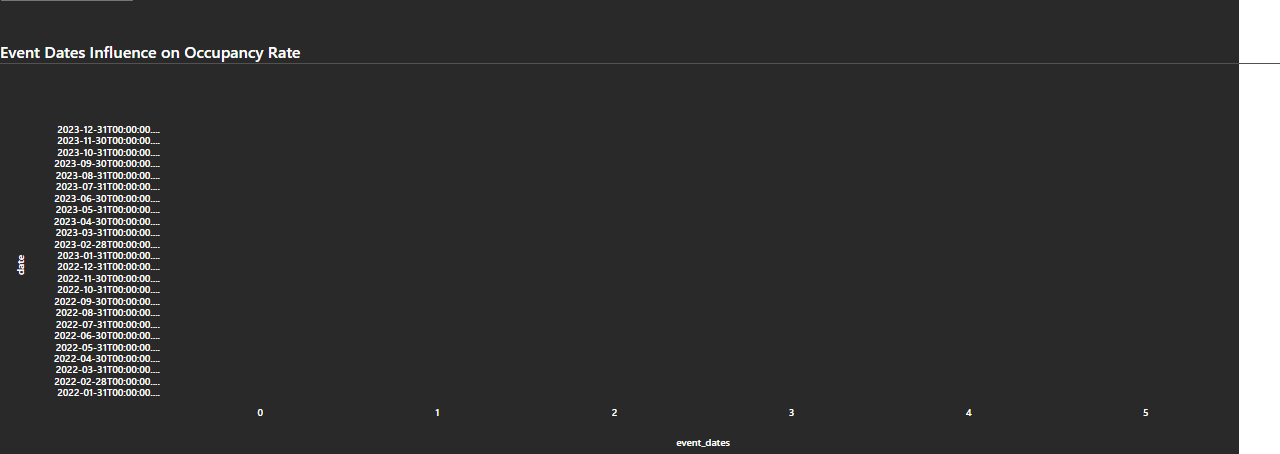 Event Dates Influence on Occupancy Rate
2023-12-31T00:00:00....
2023-11-30T00:00:00....
2023-10-31T00:00:00....
2023-09-30T00:00:00....
2023-08-31T00:00:00....
2023-07-31T00:00:00....
2023-06-30T00:00:00....
2023-05-31T00:00:00....
2023-04-30T00:00:00....
2023-03-31T00:00:00....
2023-02-28T00:00:00....
2023-01-31T00:00:00....
2022-12-31T00:00:00....
2022-11-30T00:00:00....
2022-10-31T00:00:00....
2022-09-30T00:00:00....
2022-08-31T00:00:00....
2022-07-31T00:00:00....
2022-06-30T00:00:00....
2022-05-31T00:00:00....
2022-04-30T00:00:00....
2022-03-31T00:00:00....
2022-02-28T00:00:00....
2022-01-31T00:00:00....
date
0 1 2 3 4 5
event_dates